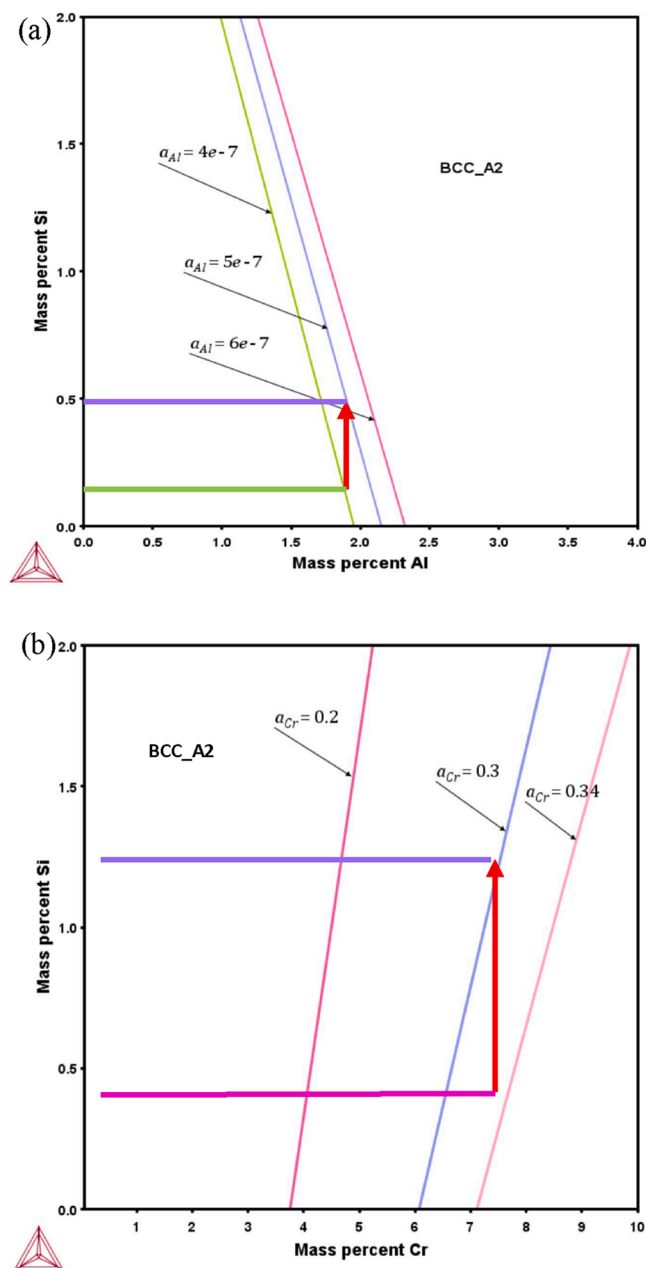 (a)
2.0
1.5
1.0
0.5
0.0
Mass percent Si
a_Al = 4e-7
a_Al = 5e-7
a_Al = 6e-7
BCC_A2
0.0 0.5 1.0 1.5 2.0 2.5 3.0 3.5 4.0
Mass percent Al
(b)
2.0
1.5
1.0
0.5
0.0
Mass percent Si
a_Cr = 0.2
BCC_A2
a_Cr = 0.3
a_Cr = 0.34
1 2 3 4 5 6 7 8 9 10
Mass percent Cr